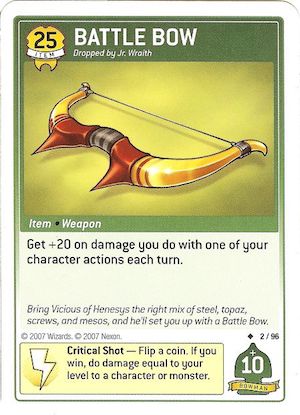 25
ITEM
BATTLE BOW
Dropped by Jr. Wraith
Item • Weapon
Get +20 on damage you do with one of your
character actions each turn.
Bring Vicious of Henesys the right mix of steel, topaz,
screws, and mesos, and he'll set you up with a Battle Bow.
© 2007 Wizards. © 2007 Nexon.
◆ 2 / 96
Critical Shot — Flip a coin. If you
win, do damage equal to your
level to a character or monster.
+
10
BOWMAN